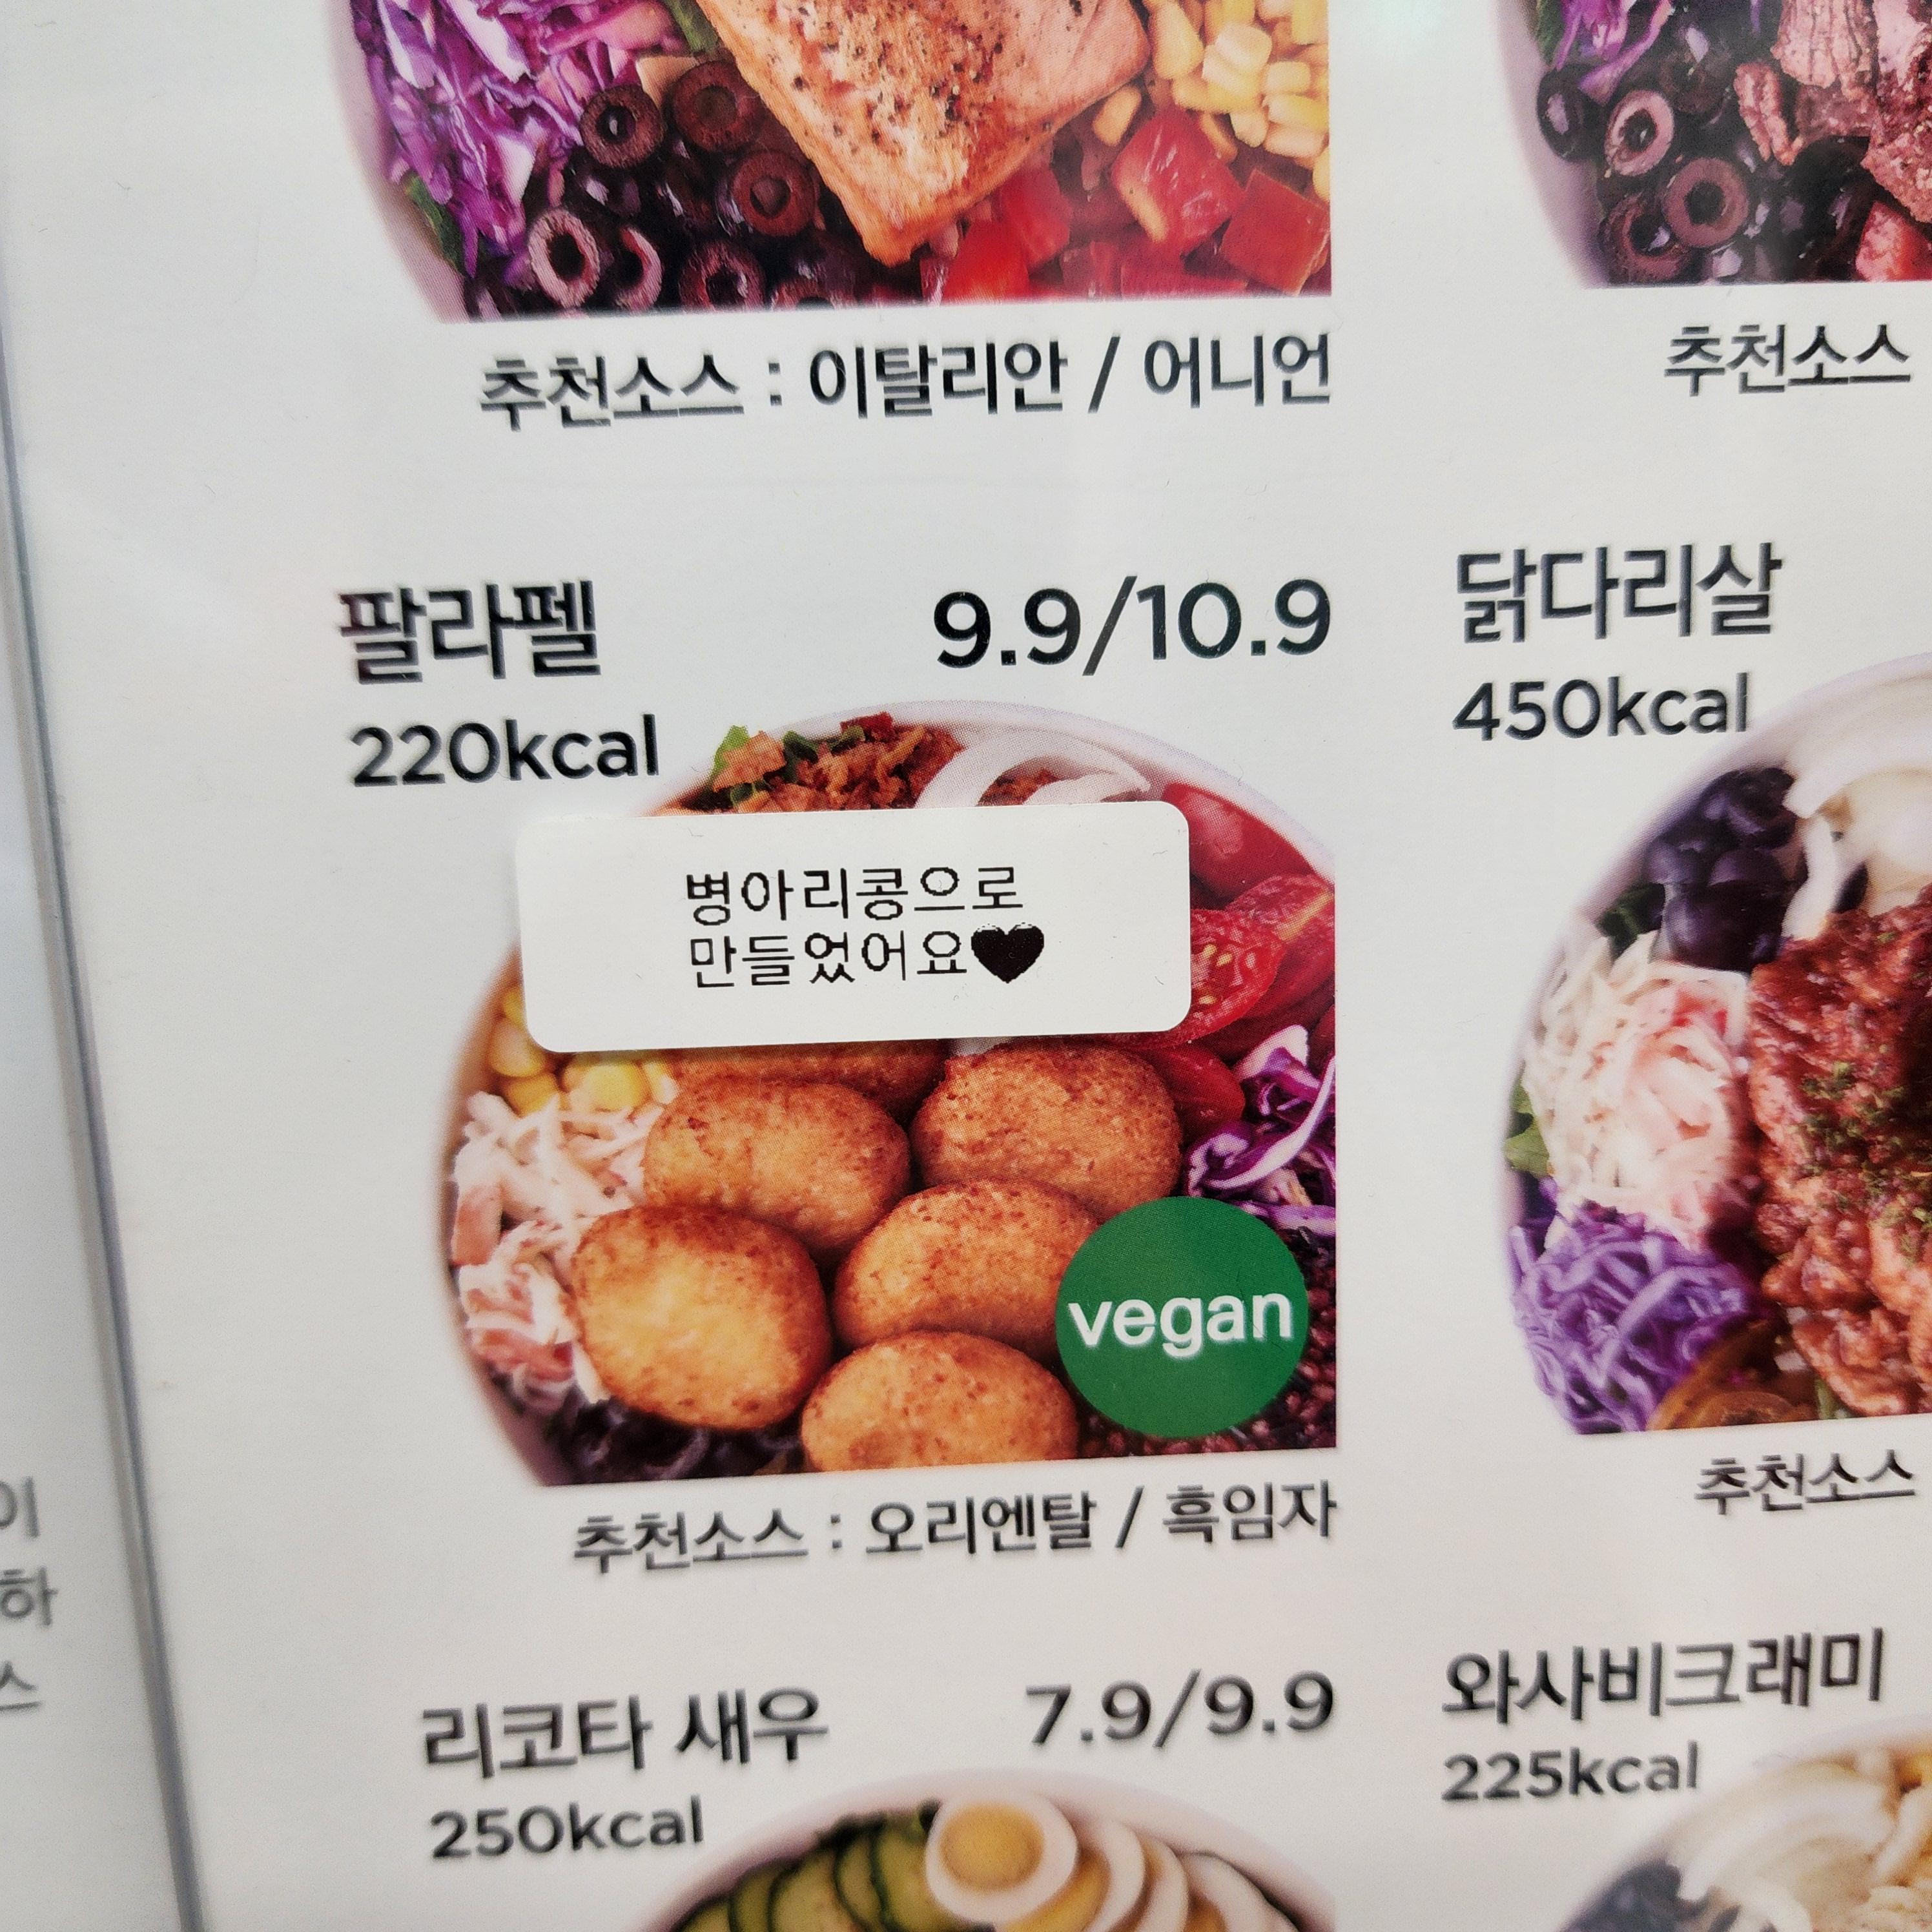 추천소스 : 이탈리안 / 어니언
추천소스
팔라펠 9.9/10.9
220kcal
닭다리살
450kcal
병아리콩으로
만들었어요♥
vegan
추천소스 : 오리엔탈 / 흑임자
추천소스
이
하
스
리코타 새우 7.9/9.9
250kcal
와사비크래미
225kcal